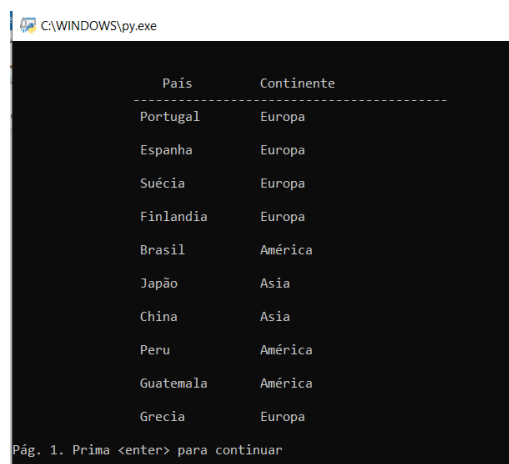 C:\WINDOWS\py.exe
País Continente
------------------------------------------
Portugal Europa
Espanha Europa
Suécia Europa
Finlandia Europa
Brasil América
Japão Asia
China Asia
Peru América
Guatemala América
Grecia Europa
Pág. 1. Prima <enter> para continuar